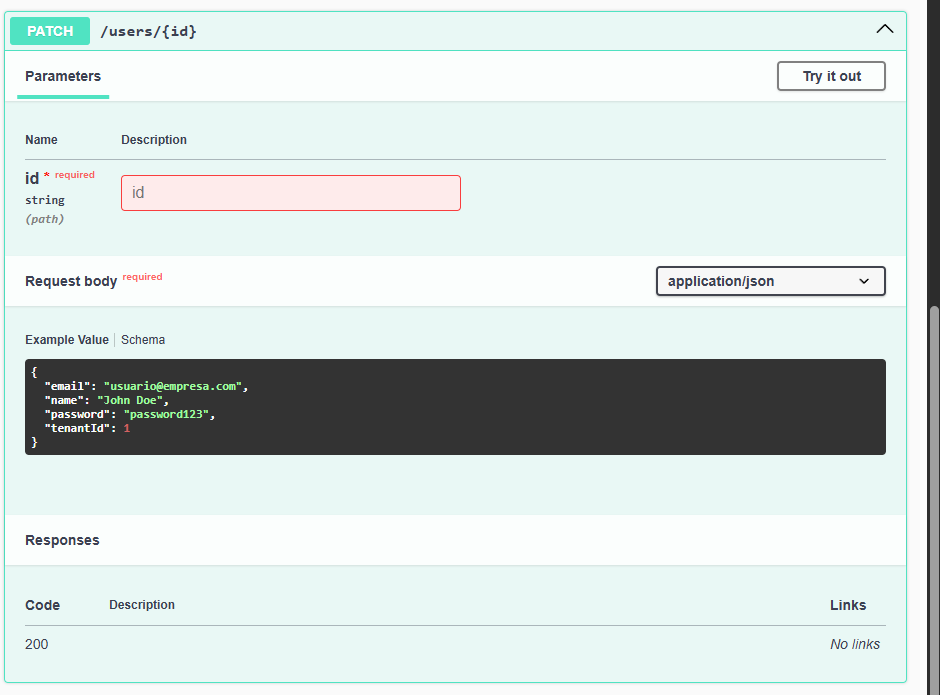 PATCH /users/{id}
Parameters
Try it out
Name Description
id * required
string
(path)
id
Request body required
application/json
Example Value Schema
{
  "email": "usuario@empresa.com",
  "name": "John Doe",
  "password": "password123",
  "tenantId": 1
}
Responses
Code Description Links
200 No links